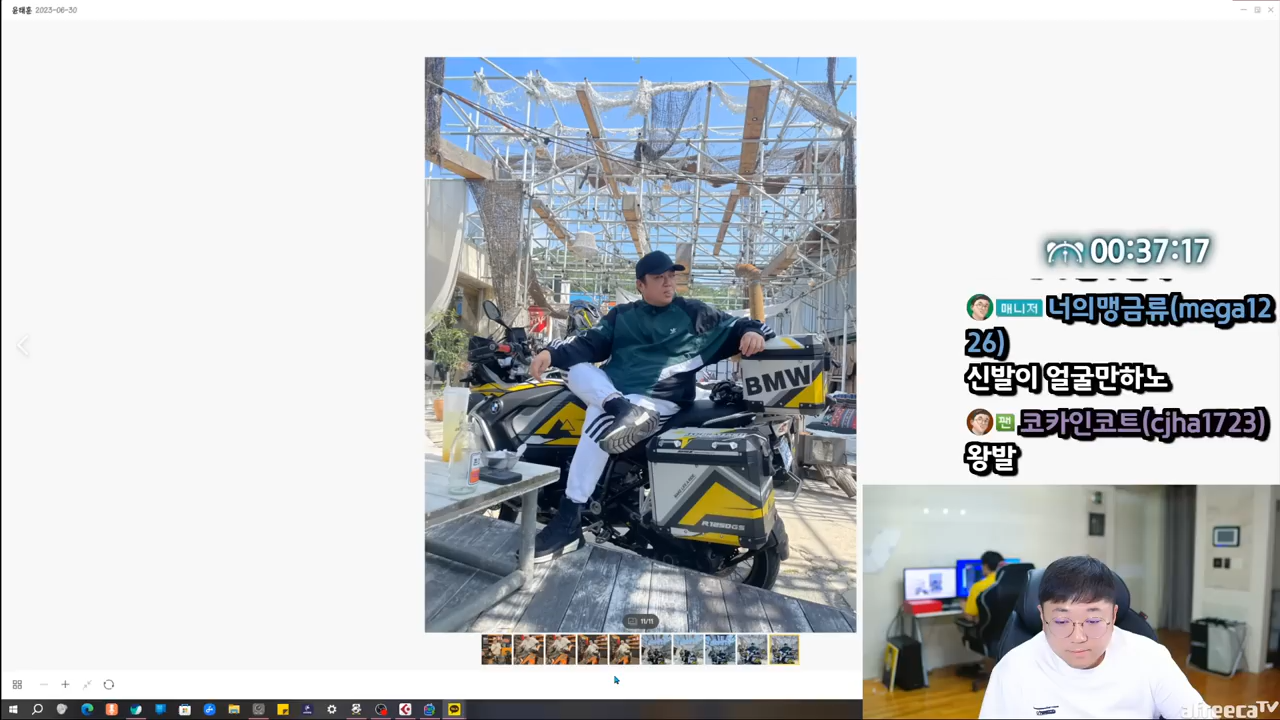 윤태훈 2023-06-30
00:37:17
매니저 너의맹금류(mega12
26)
신발이 얼굴만하노
팬 코카인코트(cjha1723)
왕발
BMW
R1250GS
11/11
afreecaTV